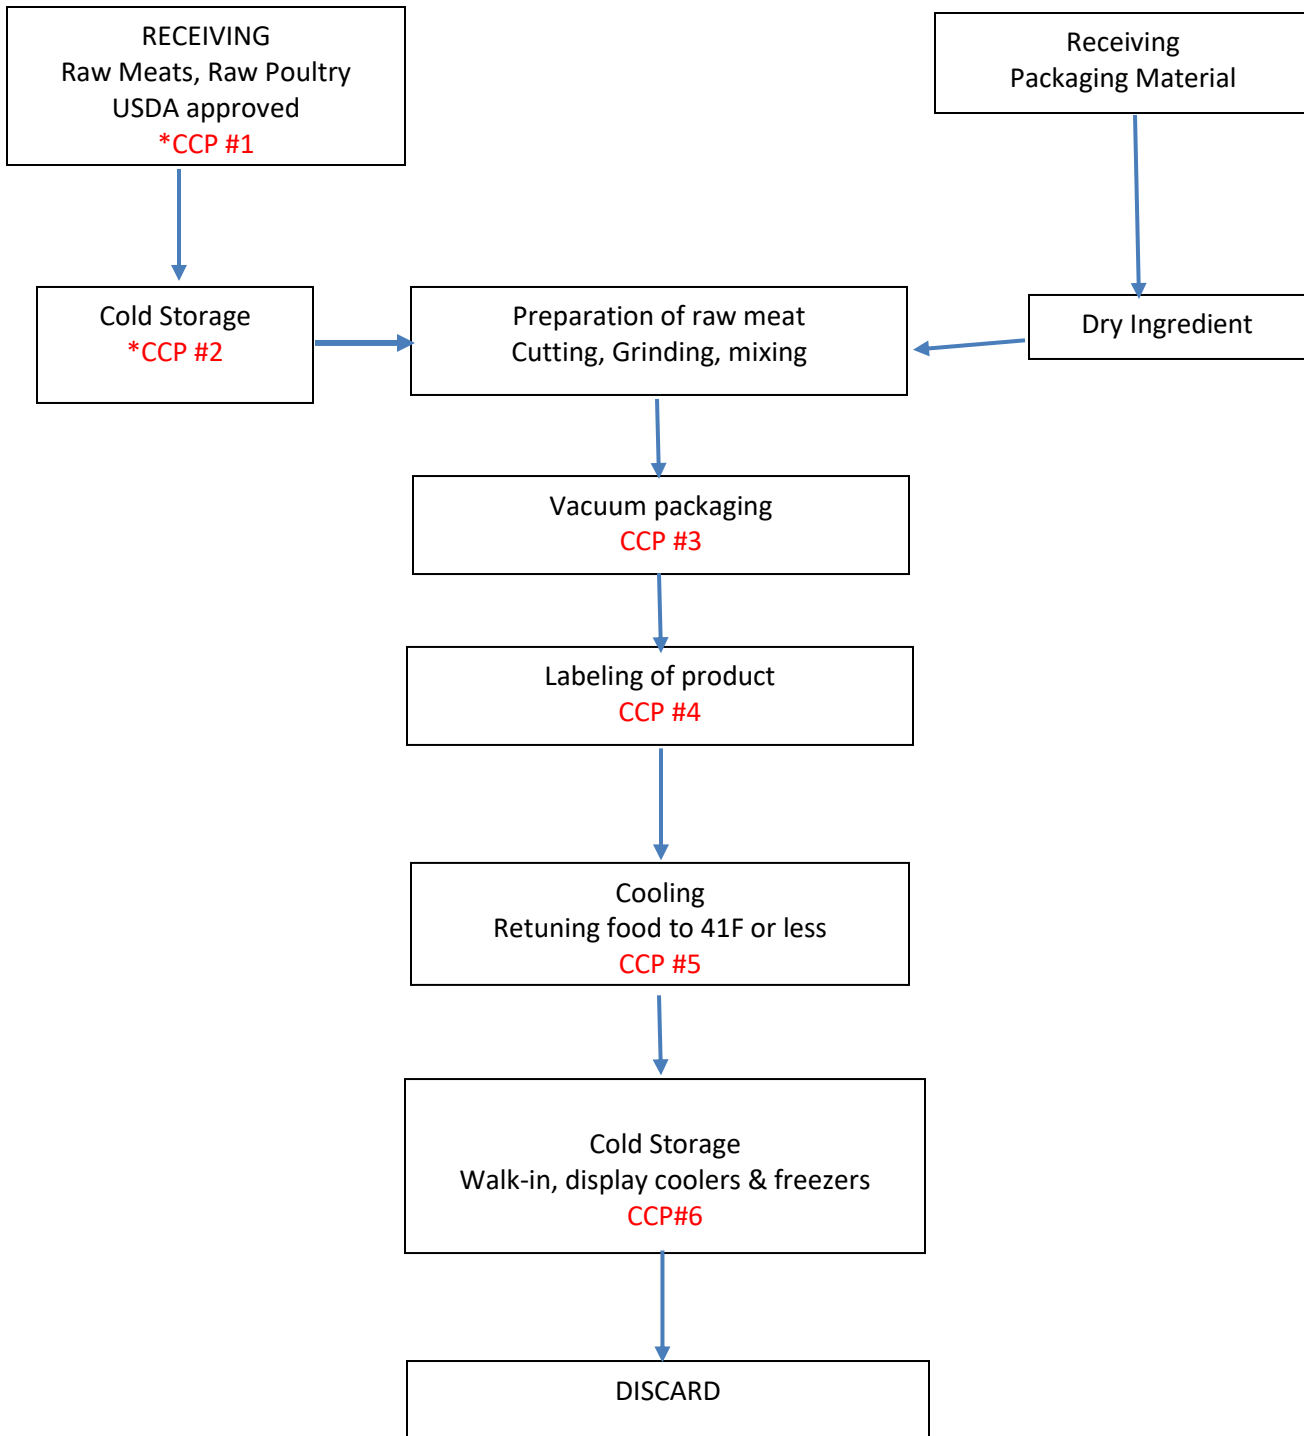 RECEIVING
Raw Meats, Raw Poultry
USDA approved
*CCP #1
Receiving
Packaging Material
Cold Storage
*CCP #2
Preparation of raw meat
Cutting, Grinding, mixing
Dry Ingredient
Vacuum packaging
CCP #3
Labeling of product
CCP #4
Cooling
Retuning food to 41F or less
CCP #5
Cold Storage
Walk-in, display coolers & freezers
CCP#6
DISCARD